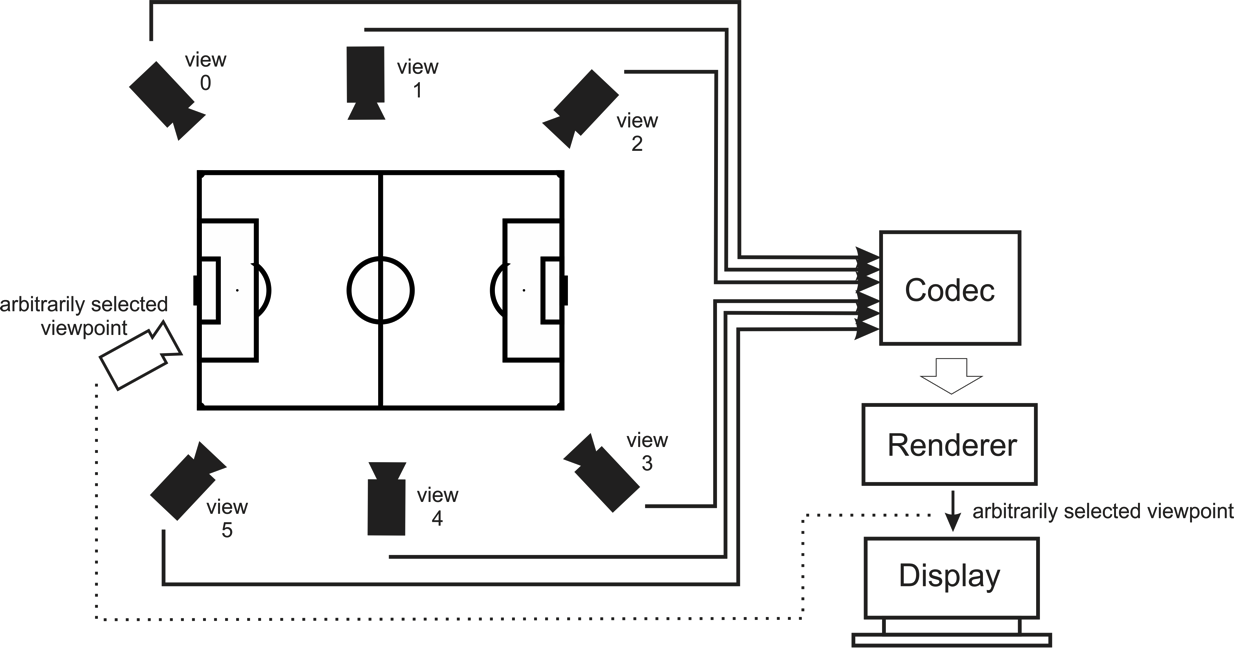 view
0
view
1
view
2
arbitrarily selected
viewpoint
Codec
Renderer
view
3
view
4
view
5
arbitrarily selected viewpoint
Display